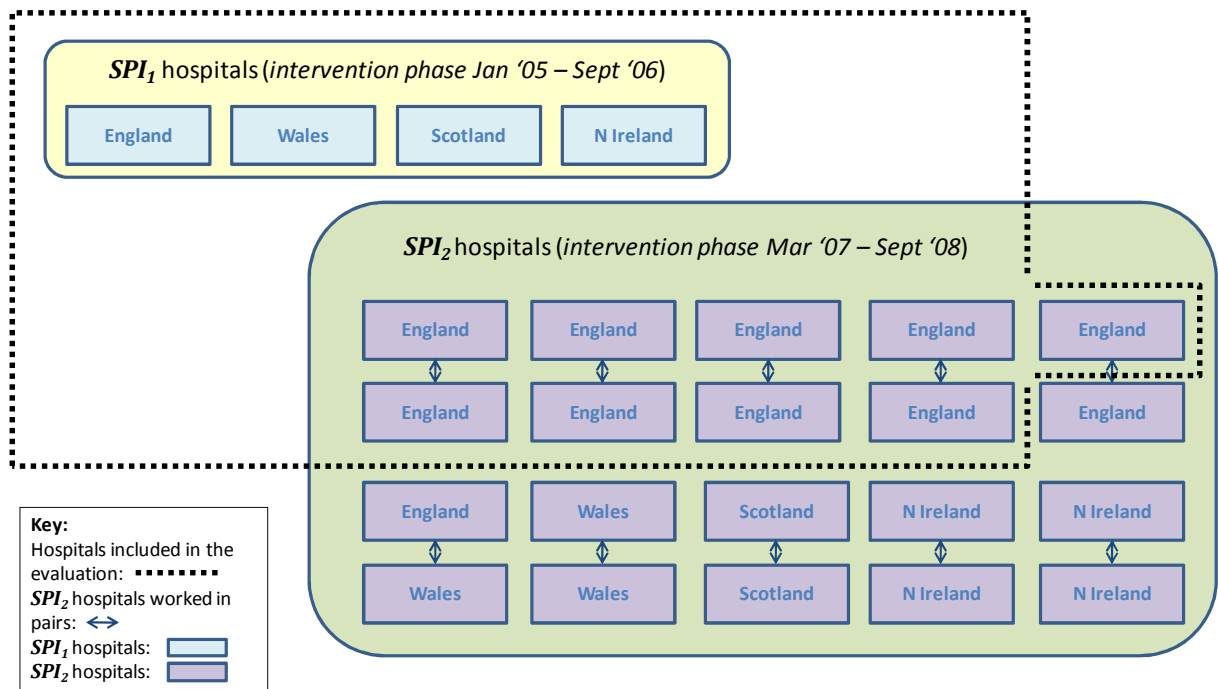 SPI1 hospitals (intervention phase Jan ‘05 – Sept ‘06)
England Wales Scotland N Ireland
SPI2 hospitals (intervention phase Mar ‘07 – Sept ‘08)
England England England England England
England England England England England
England Wales Scotland N Ireland N Ireland
Wales Wales Scotland N Ireland N Ireland
Key:
Hospitals included in the
evaluation:
SPI2 hospitals worked in
pairs:
SPI1 hospitals:
SPI2 hospitals: